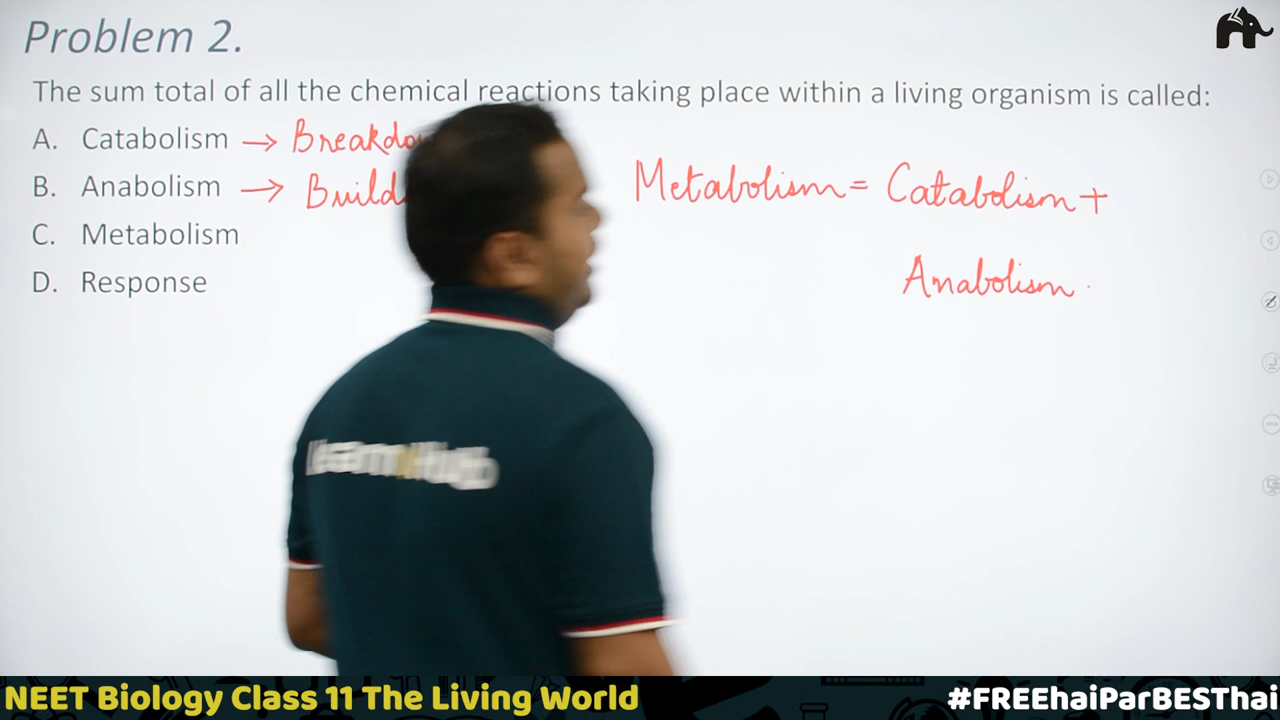 Problem 2.
The sum total of all the chemical reactions taking place within a living organism is called:
A. Catabolism →
B. Anabolism →
C. Metabolism
D. Response
Metabolism = Catabolism +
Anabolism
LearnoHub
NEET Biology Class 11 The Living World
#FREEhaiParBESThai